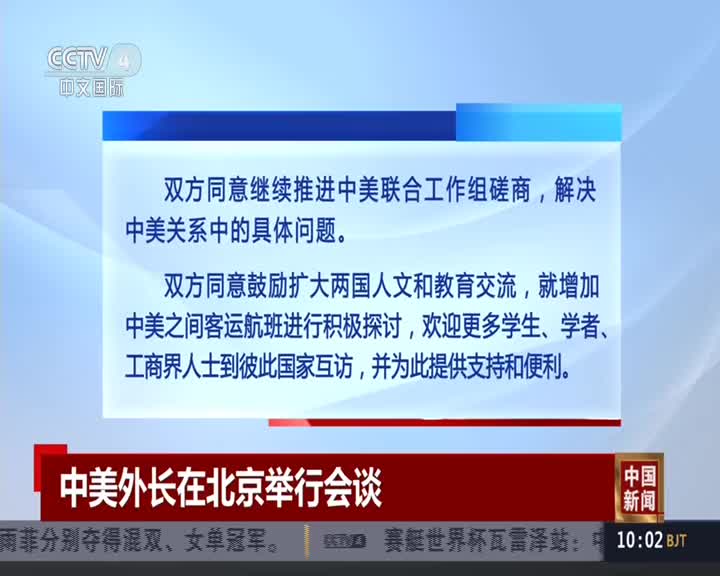 CCTV 4
中文国际
双方同意继续推进中美联合工作组磋商，解决
中美关系中的具体问题。
双方同意鼓励扩大两国人文和教育交流，就增加
中美之间客运航班进行积极探讨，欢迎更多学生、学者、
工商界人士到彼此国家互访，并为此提供支持和便利。
中美外长在北京举行会谈
中国
新闻
雨菲分别夺得混双、女单冠军。 CCTV 4 赛艇世界杯瓦雷泽站：中
10:02 BJT